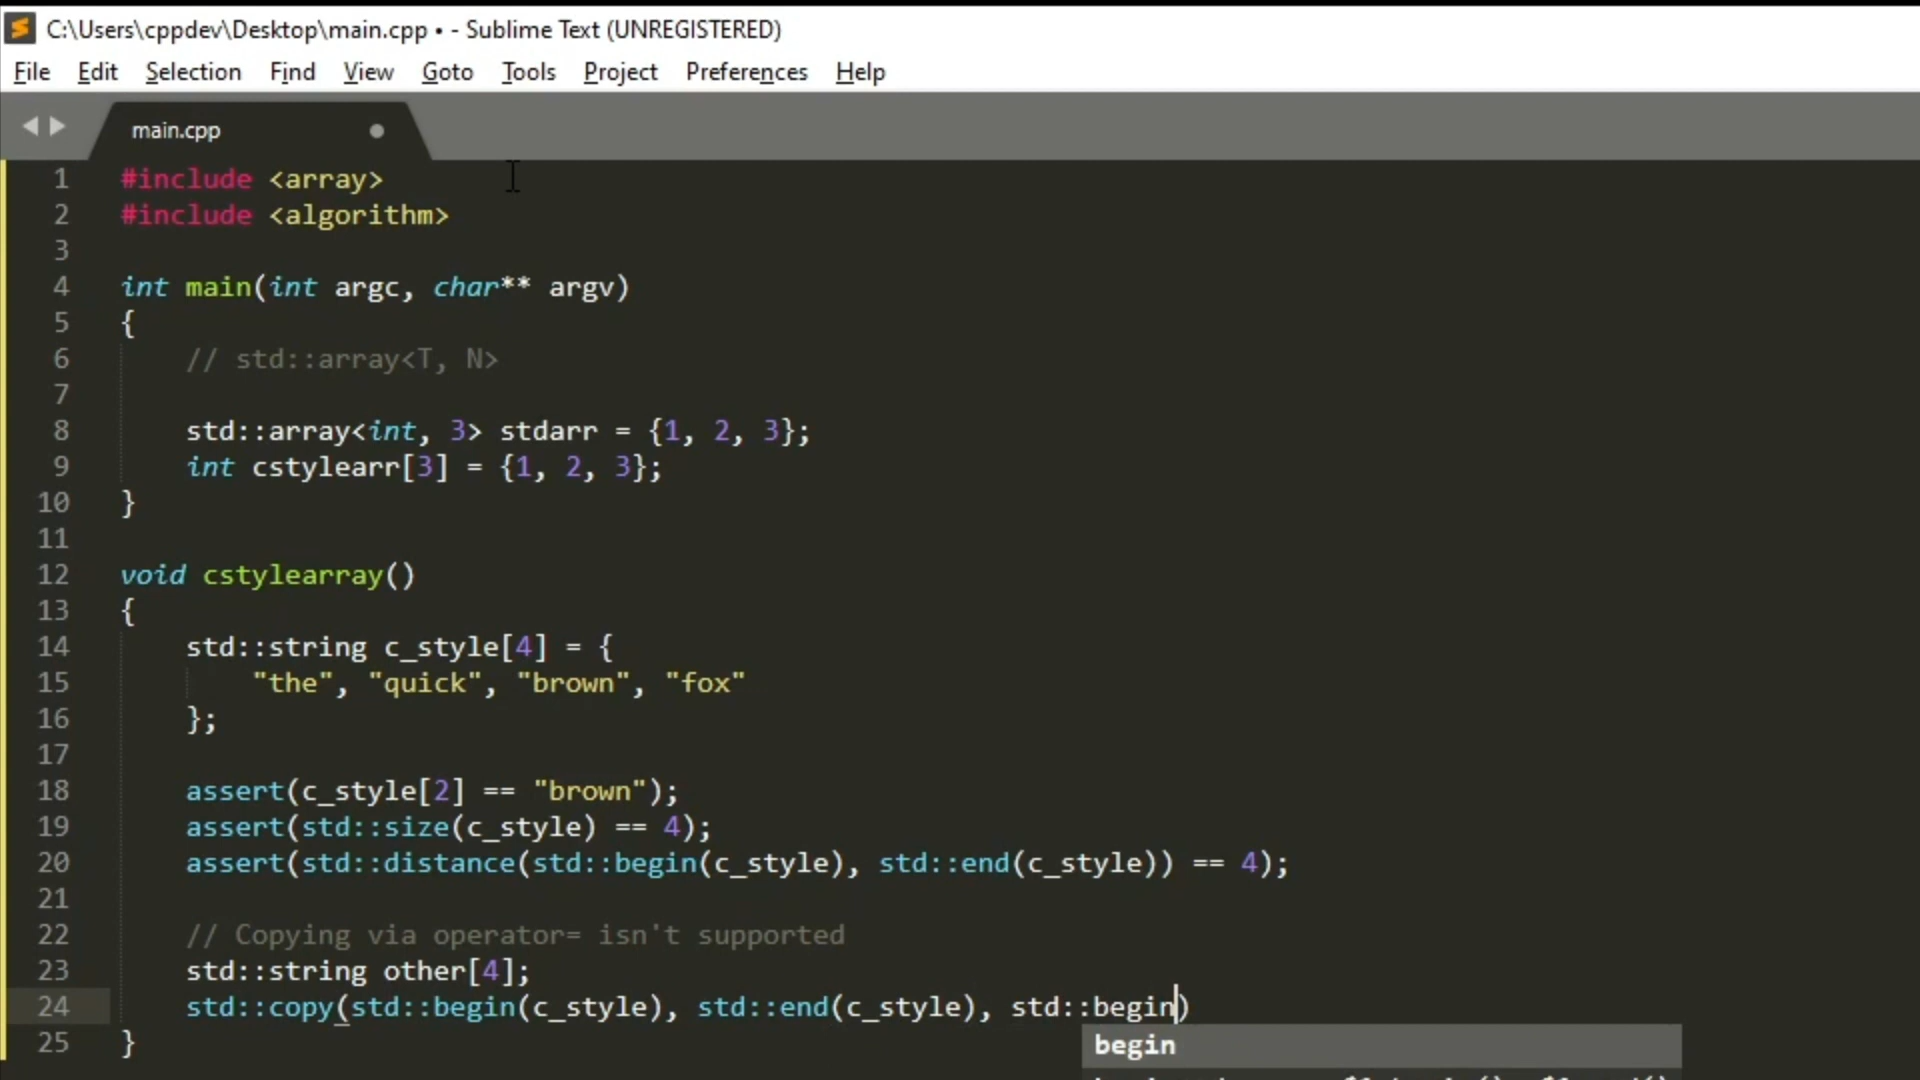 C:\Users\cppdev\Desktop\main.cpp • - Sublime Text (UNREGISTERED)
File Edit Selection Find View Goto Tools Project Preferences Help
main.cpp
1 #include <array>
2 #include <algorithm>
3
4 int main(int argc, char** argv)
5 {
6 // std::array<T, N>
7
8 std::array<int, 3> stdarr = {1, 2, 3};
9 int cstylearr[3] = {1, 2, 3};
10 }
11
12 void cstylearray()
13 {
14 std::string c_style[4] = {
15 "the", "quick", "brown", "fox"
16 };
17
18 assert(c_style[2] == "brown");
19 assert(std::size(c_style) == 4);
20 assert(std::distance(std::begin(c_style), std::end(c_style)) == 4);
21
22 // Copying via operator= isn't supported
23 std::string other[4];
24 std::copy(std::begin(c_style), std::end(c_style), std::begin)
25 }
begin